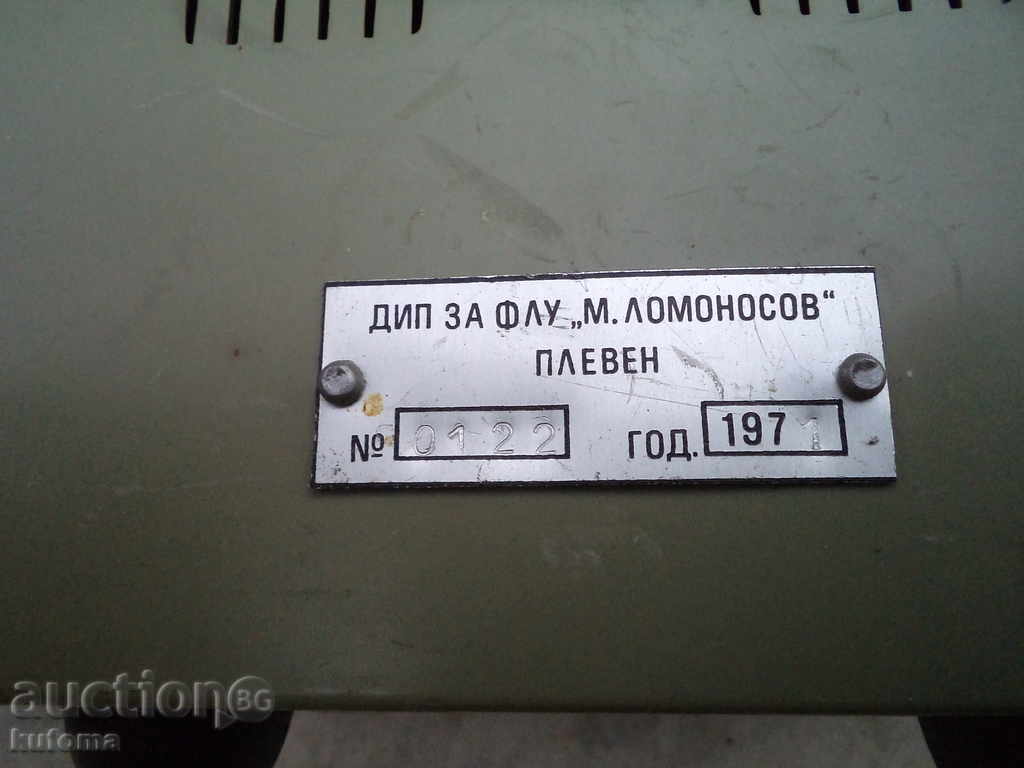 ДИП ЗА ФЛУ „М.ЛОМОНОСОВ“
ПЛЕВЕН
№ 0122 ГОД. 1971
auctionBG
kufoma